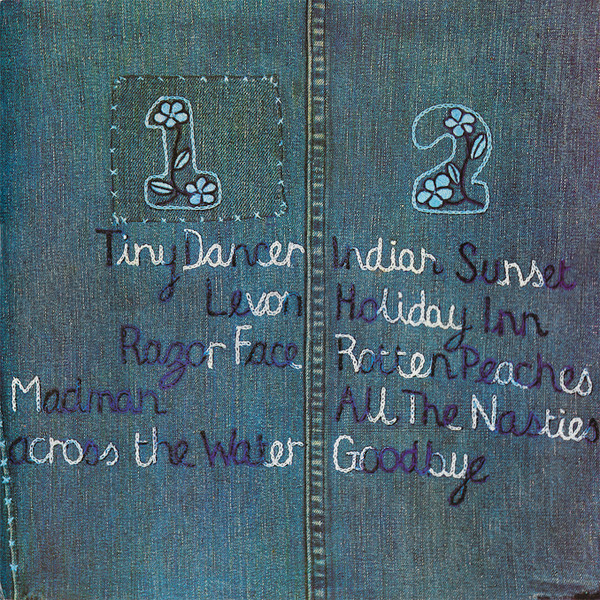 1
Tiny Dancer
Levon
Razor Face
Madman
across the Water
2
Indian Sunset
Holiday Inn
Rotten Peaches
All The Nasties
Goodbye